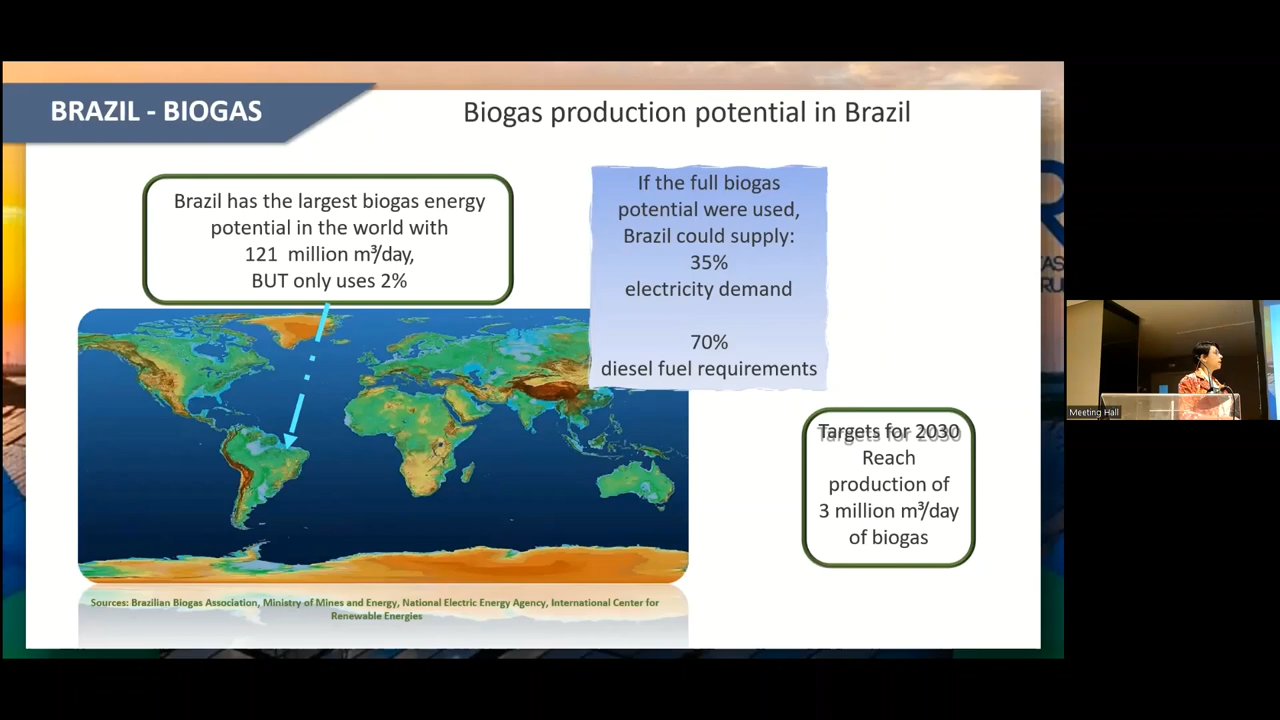 BRAZIL - BIOGAS
Biogas production potential in Brazil
Brazil has the largest biogas energy
potential in the world with
121 million m³/day,
BUT only uses 2%
If the full biogas
potential were used,
Brazil could supply:
35%
electricity demand
70%
diesel fuel requirements
Targets for 2030
Reach
production of
3 million m³/day
of biogas
Sources: Brazilian Biogas Association, Ministry of Mines and Energy, National Electric Energy Agency, International Center for
Renewable Energies
Meeting Hall